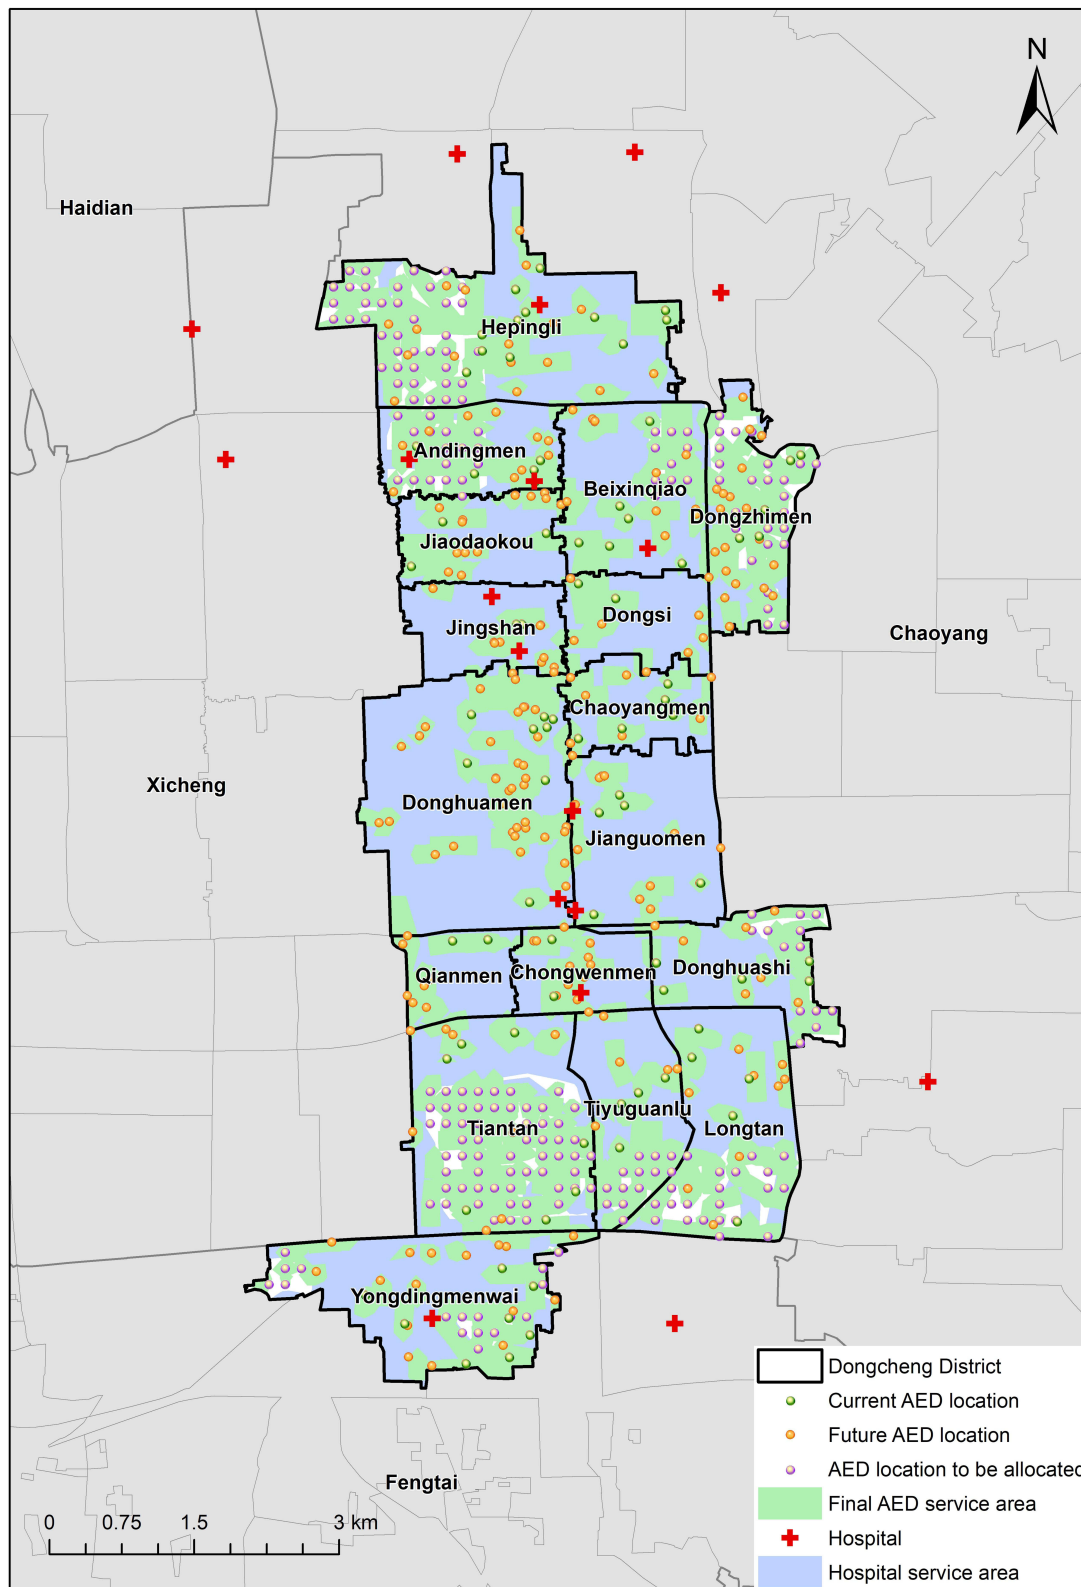 N
Haidian
Hepingli
Andingmen
Beixinqiao
Dongzhimen
Jiaodaokou
Jingshan
Dongsi
Chaoyang
Chaoyangmen
Xicheng
Donghuamen
Jianguomen
Qianmen
Chongwenmen
Donghuashi
Tiyuguanlu
Tiantan
Longtan
Yongdingmenwai
Fengtai
0 0.75 1.5 3 km
Dongcheng District
Current AED location
Future AED location
AED location to be allocated
Final AED service area
Hospital
Hospital service area